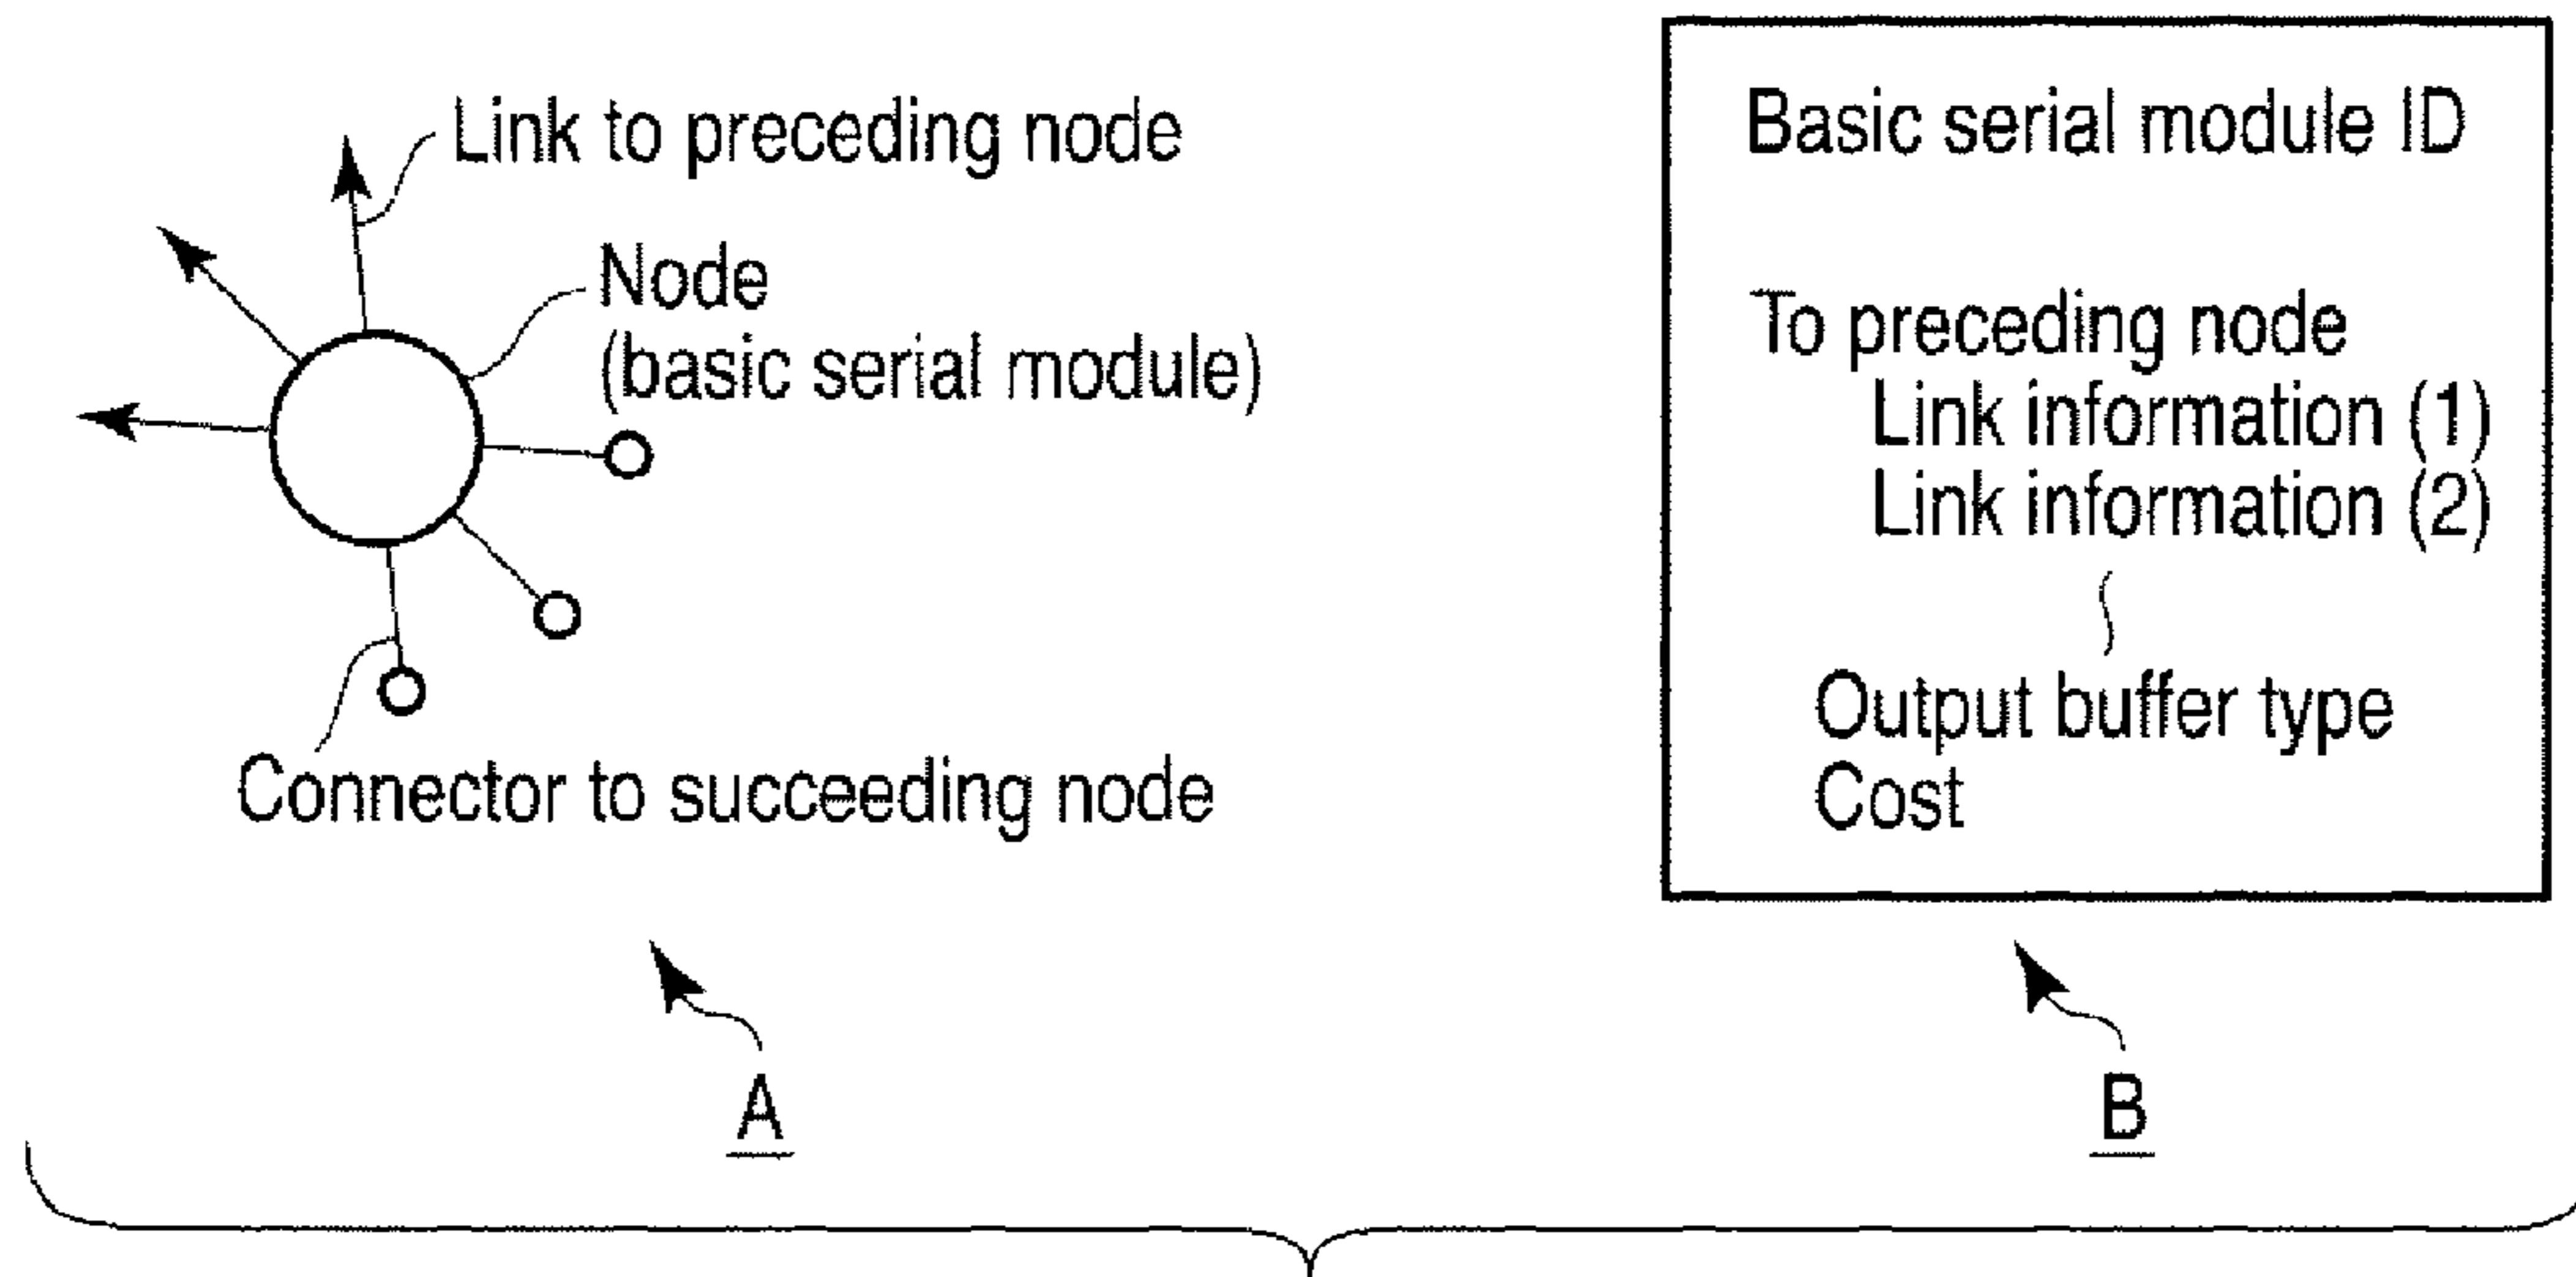 Link to preceding node
Node
(basic serial module)
Connector to succeeding node
A
Basic serial module ID
To preceding node
Link information (1)
Link information (2)
Output buffer type
Cost
B